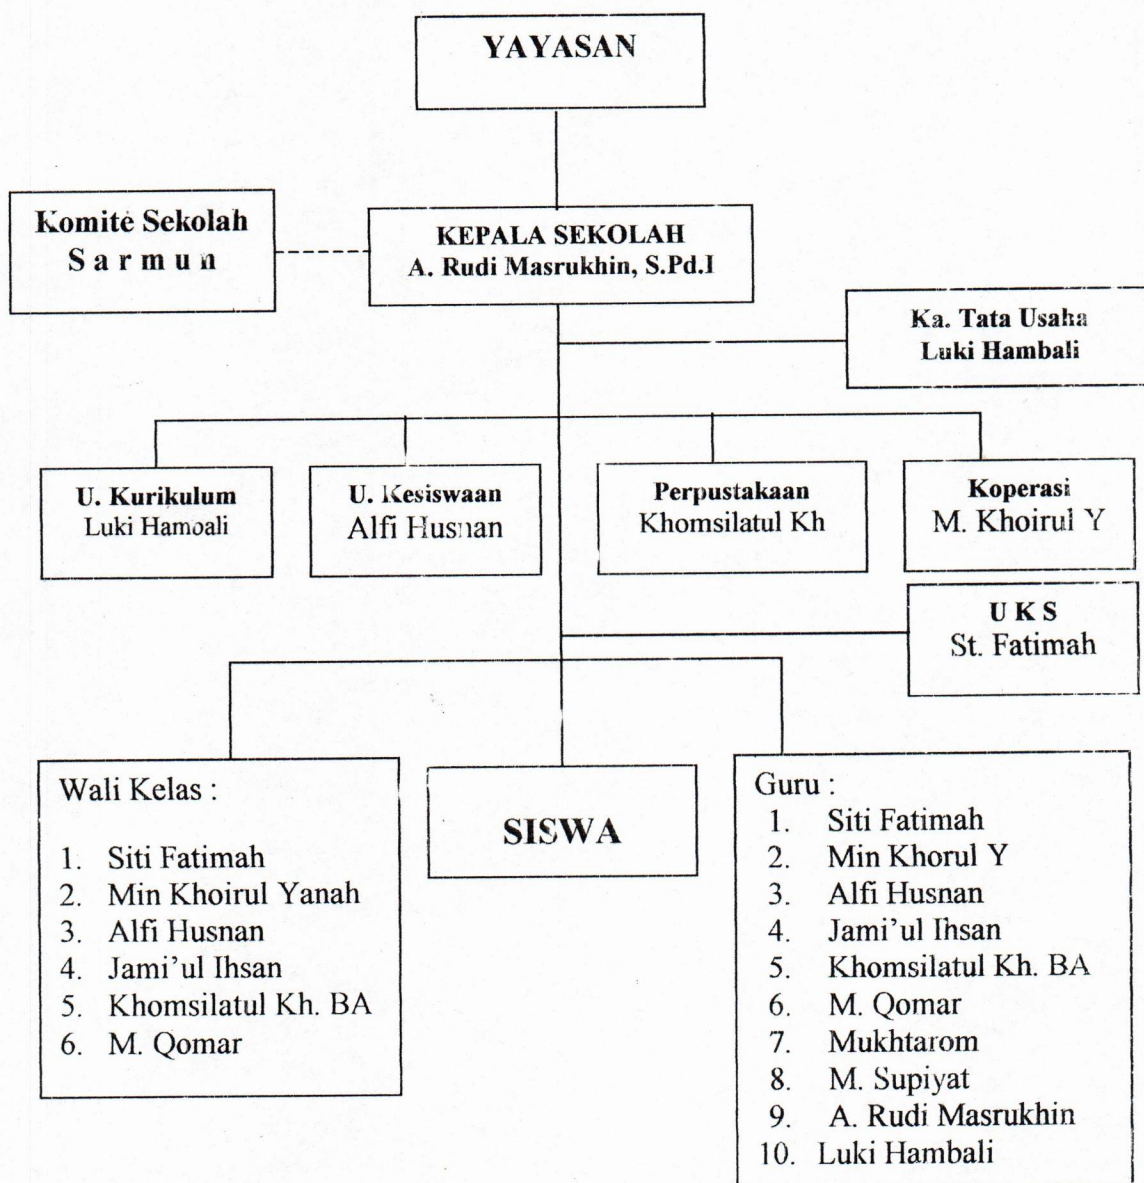 YAYASAN
Komite Sekolah
S a r m u n
KEPALA SEKOLAH
A. Rudi Masrukhin, S.Pd.I
Ka. Tata Usaha
Luki Hambali
U. Kurikulum
Luki Hamoali
U. Kesiswaan
Alfi Husnan
Perpustakaan
Khomsilatul Kh
Koperasi
M. Khoirul Y
U K S
St. Fatimah
Wali Kelas :
1. Siti Fatimah
2. Min Khoirul Yanah
3. Alfi Husnan
4. Jami'ul Ihsan
5. Khomsilatul Kh. BA
6. M. Qomar
SISWA
Guru :
1. Siti Fatimah
2. Min Khorul Y
3. Alfi Husnan
4. Jami'ul Ihsan
5. Khomsilatul Kh. BA
6. M. Qomar
7. Mukhtarom
8. M. Supiyat
9. A. Rudi Masrukhin
10. Luki Hambali